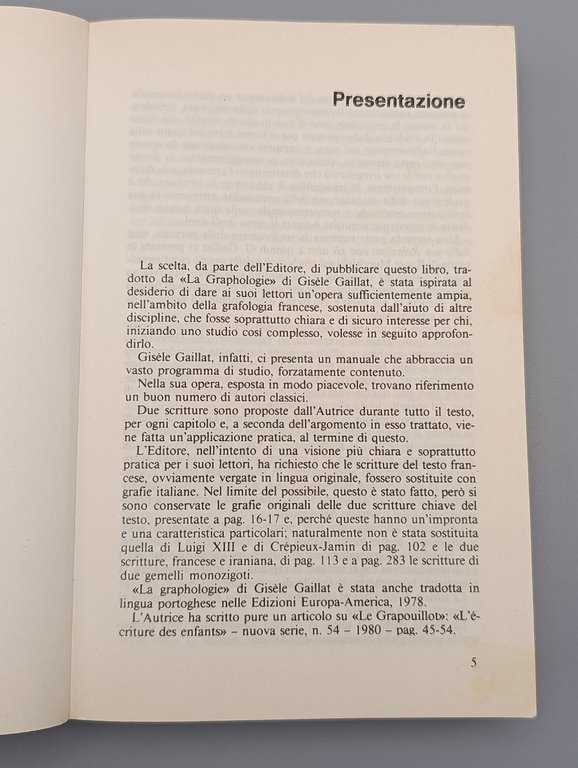 Presentazione
La scelta, da parte dell'Editore, di pubblicare questo libro, tra-
dotto da «La Graphologie» di Gisèle Gaillat, è stata ispirata al
desiderio di dare ai suoi lettori un'opera sufficientemente ampia,
nell'ambito della grafologia francese, sostenuta dall'aiuto di altre
discipline, che fosse soprattutto chiara e di sicuro interesse per chi,
iniziando uno studio così complesso, volesse in seguito approfon-
dirlo.
Gisèle Gaillat, infatti, ci presenta un manuale che abbraccia un
vasto programma di studio, forzatamente contenuto.
Nella sua opera, esposta in modo piacevole, trovano riferimento
un buon numero di autori classici.
Due scritture sono proposte dall'Autrice durante tutto il testo,
per ogni capitolo e, a seconda dell'argomento in esso trattato, vie-
ne fatta un'applicazione pratica, al termine di questo.
L'Editore, nell'intento di una visione più chiara e soprattutto
pratica per i suoi lettori, ha richiesto che le scritture del testo fran-
cese, ovviamente vergate in lingua originale, fossero sostituite con
grafie italiane. Nel limite del possibile, questo è stato fatto, però si
sono conservate le grafie originali delle due scritture chiave del
testo, presentate a pag. 16-17 e, perché queste hanno un'impronta
e una caratteristica particolari; naturalmente non è stata sostituita
quella di Luigi XIII e di Crépieux-Jamin di pag. 102 e le due
scritture, francese e iraniana, di pag. 113 e a pag. 283 le scritture di
due gemelli monozigoti.
«La graphologie» di Gisèle Gaillat è stata anche tradotta in
lingua portoghese nelle Edizioni Europa-America, 1978.
L'Autrice ha scritto pure un articolo su «Le Grapouillot»: «L'é-
criture des enfants» – nuova serie, n. 54 – 1980 – pag. 45-54.
5